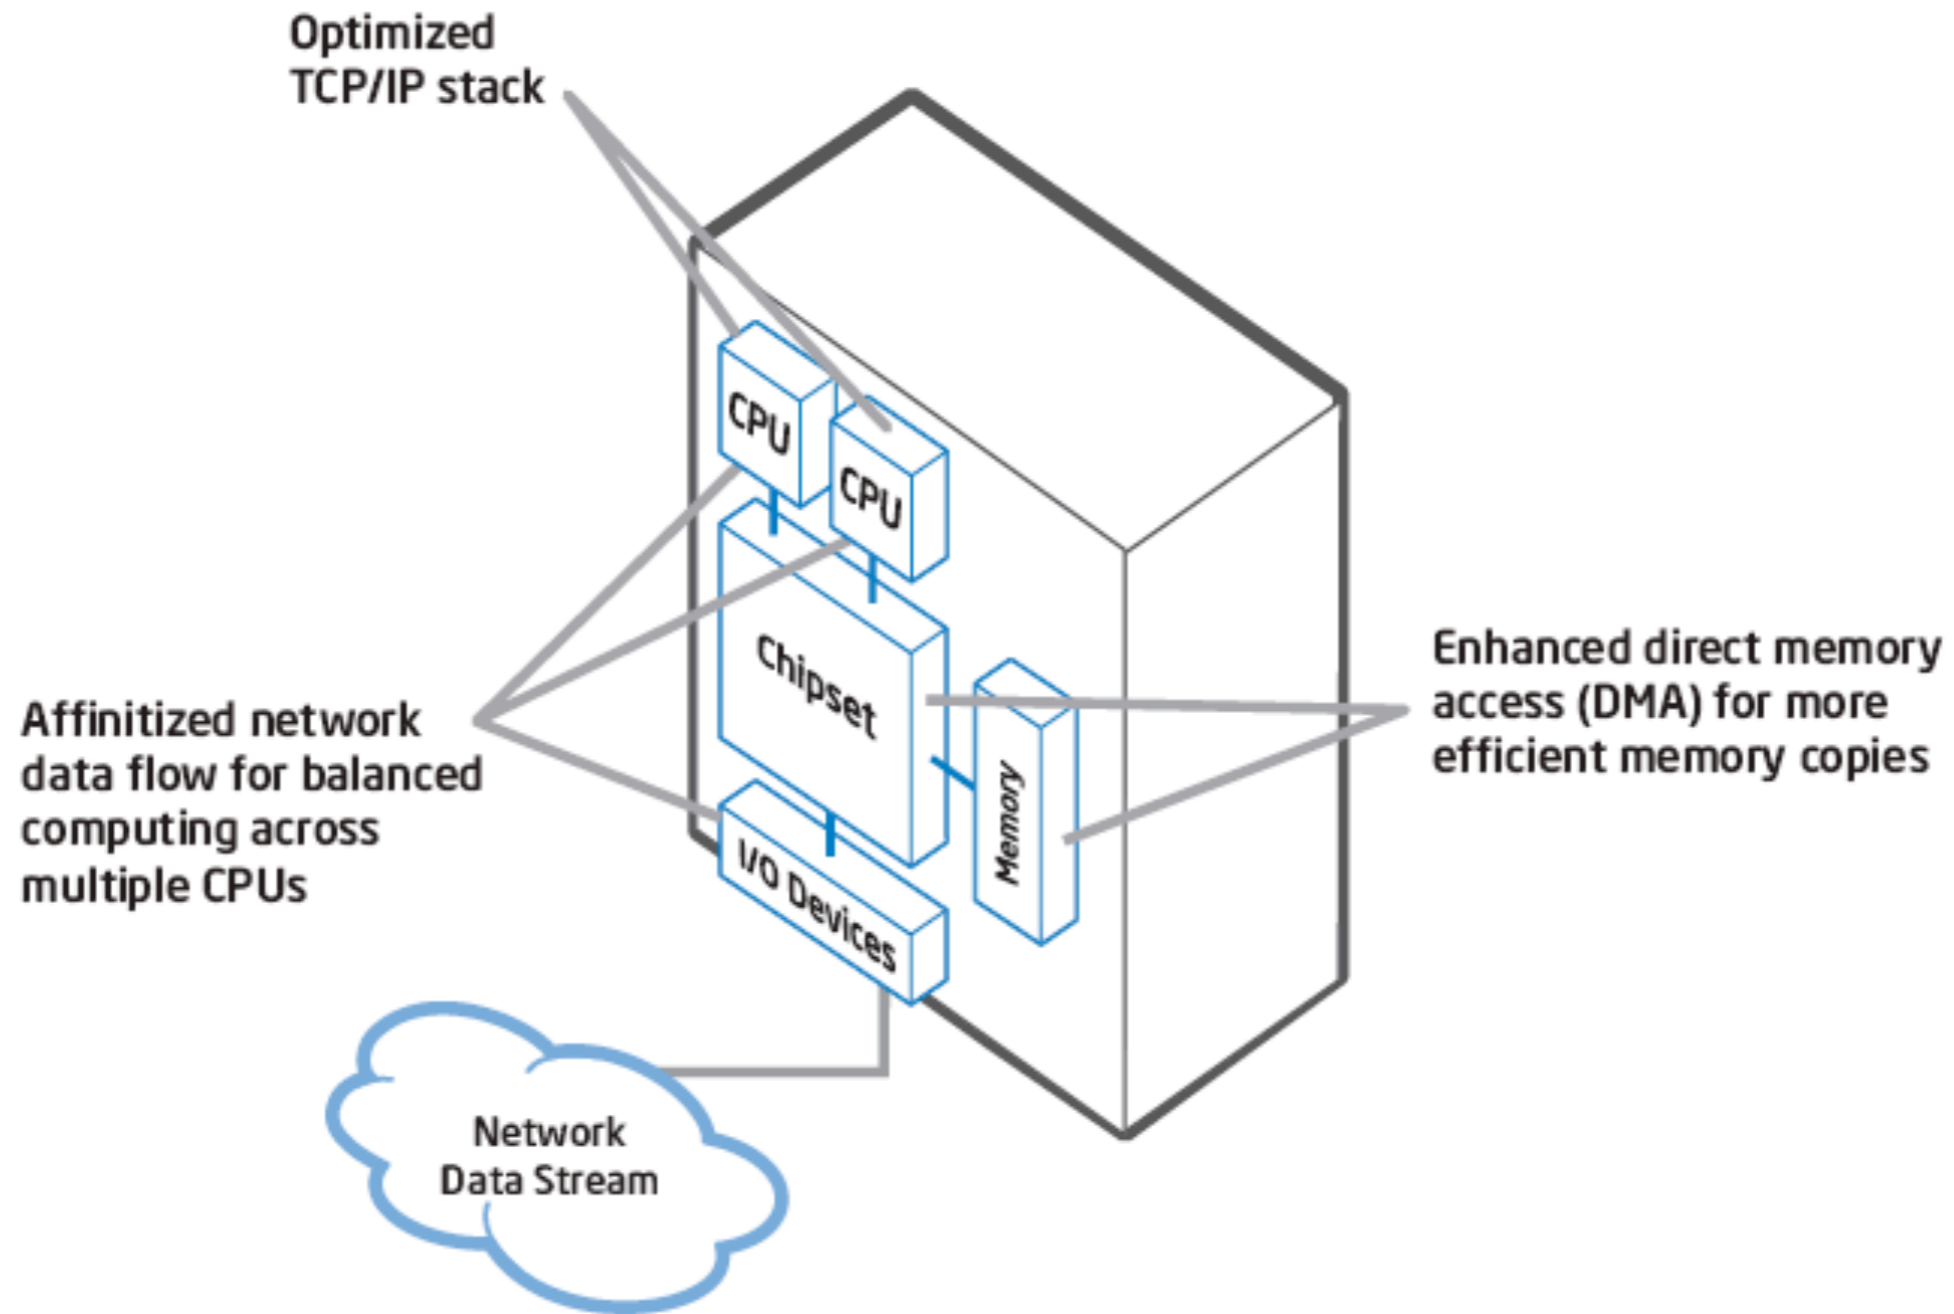 Optimized
TCP/IP stack
CPU
CPU
Chipset
Memory
I/O Devices
Affinitized network
data flow for balanced
computing across
multiple CPUs
Enhanced direct memory
access (DMA) for more
efficient memory copies
Network
Data Stream